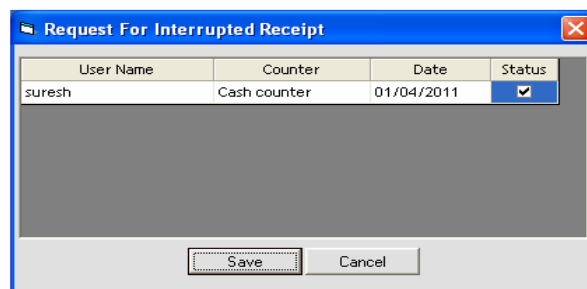 Request For Interrupted Receipt
User Name Counter Date Status
suresh Cash counter 01/04/2011
Save Cancel